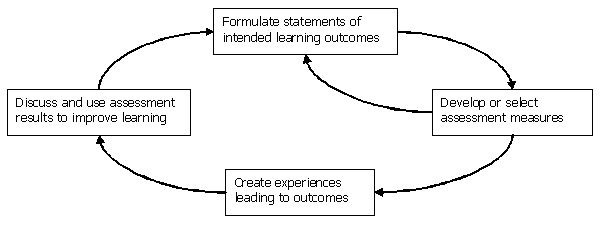 Formulate statements of
intended learning outcomes
Discuss and use assessment
results to improve learning
Develop or select
assessment measures
Create experiences
leading to outcomes